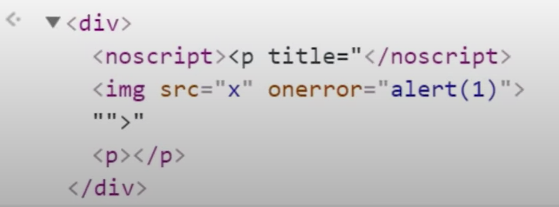 <div>
<noscript><p title="</noscript>
<img src="x" onerror="alert(1)">
"">"
<p></p>
</div>